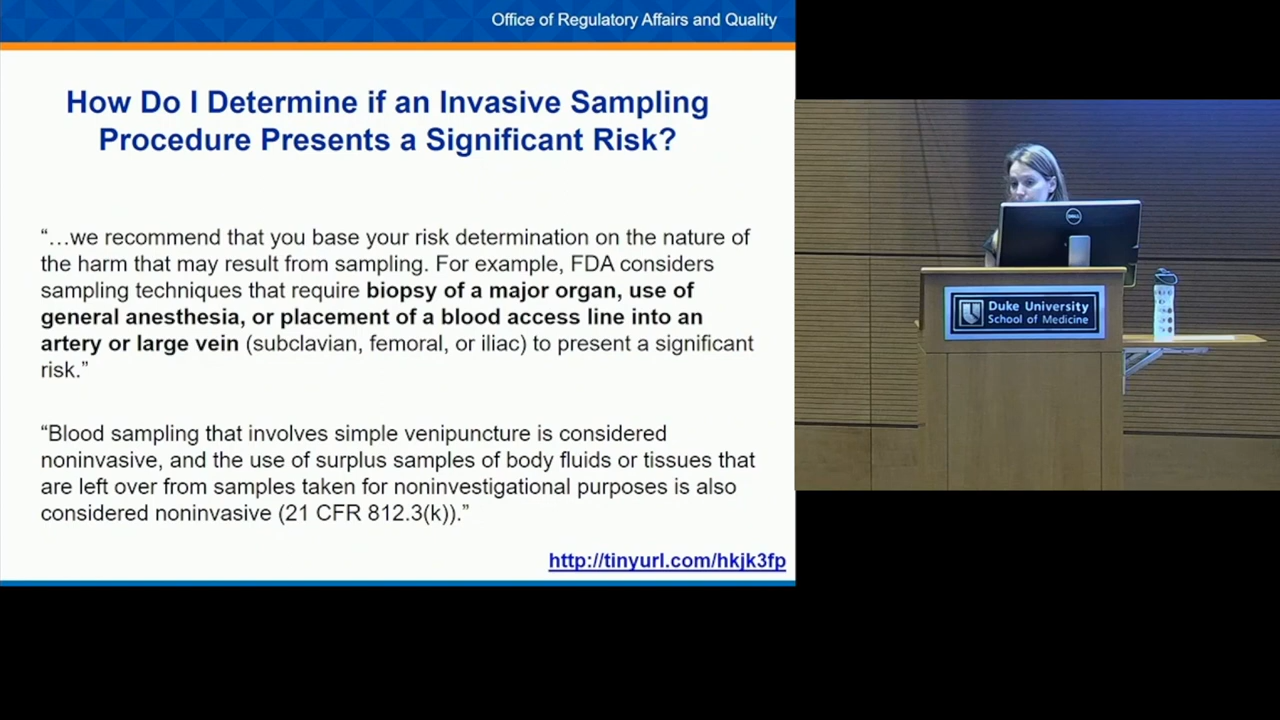 Office of Regulatory Affairs and Quality
How Do I Determine if an Invasive Sampling
Procedure Presents a Significant Risk?
“…we recommend that you base your risk determination on the nature of
the harm that may result from sampling. For example, FDA considers
sampling techniques that require biopsy of a major organ, use of
general anesthesia, or placement of a blood access line into an
artery or large vein (subclavian, femoral, or iliac) to present a significant
risk.”
“Blood sampling that involves simple venipuncture is considered
noninvasive, and the use of surplus samples of body fluids or tissues that
are left over from samples taken for noninvestigational purposes is also
considered noninvasive (21 CFR 812.3(k)).”
http://tinyurl.com/hkjk3fp
DELL
Duke University
School of Medicine